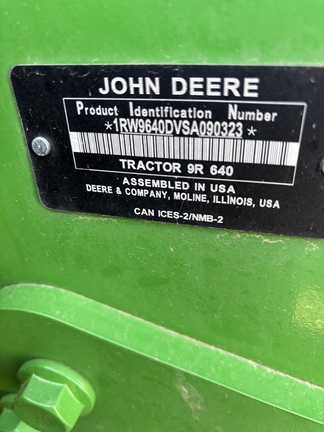 JOHN DEERE
Product Identification Number
*1RW9640DVSA090323*
TRACTOR 9R 640
ASSEMBLED IN USA
DEERE & COMPANY, MOLINE, ILLINOIS, USA
CAN ICES-2/NMB-2